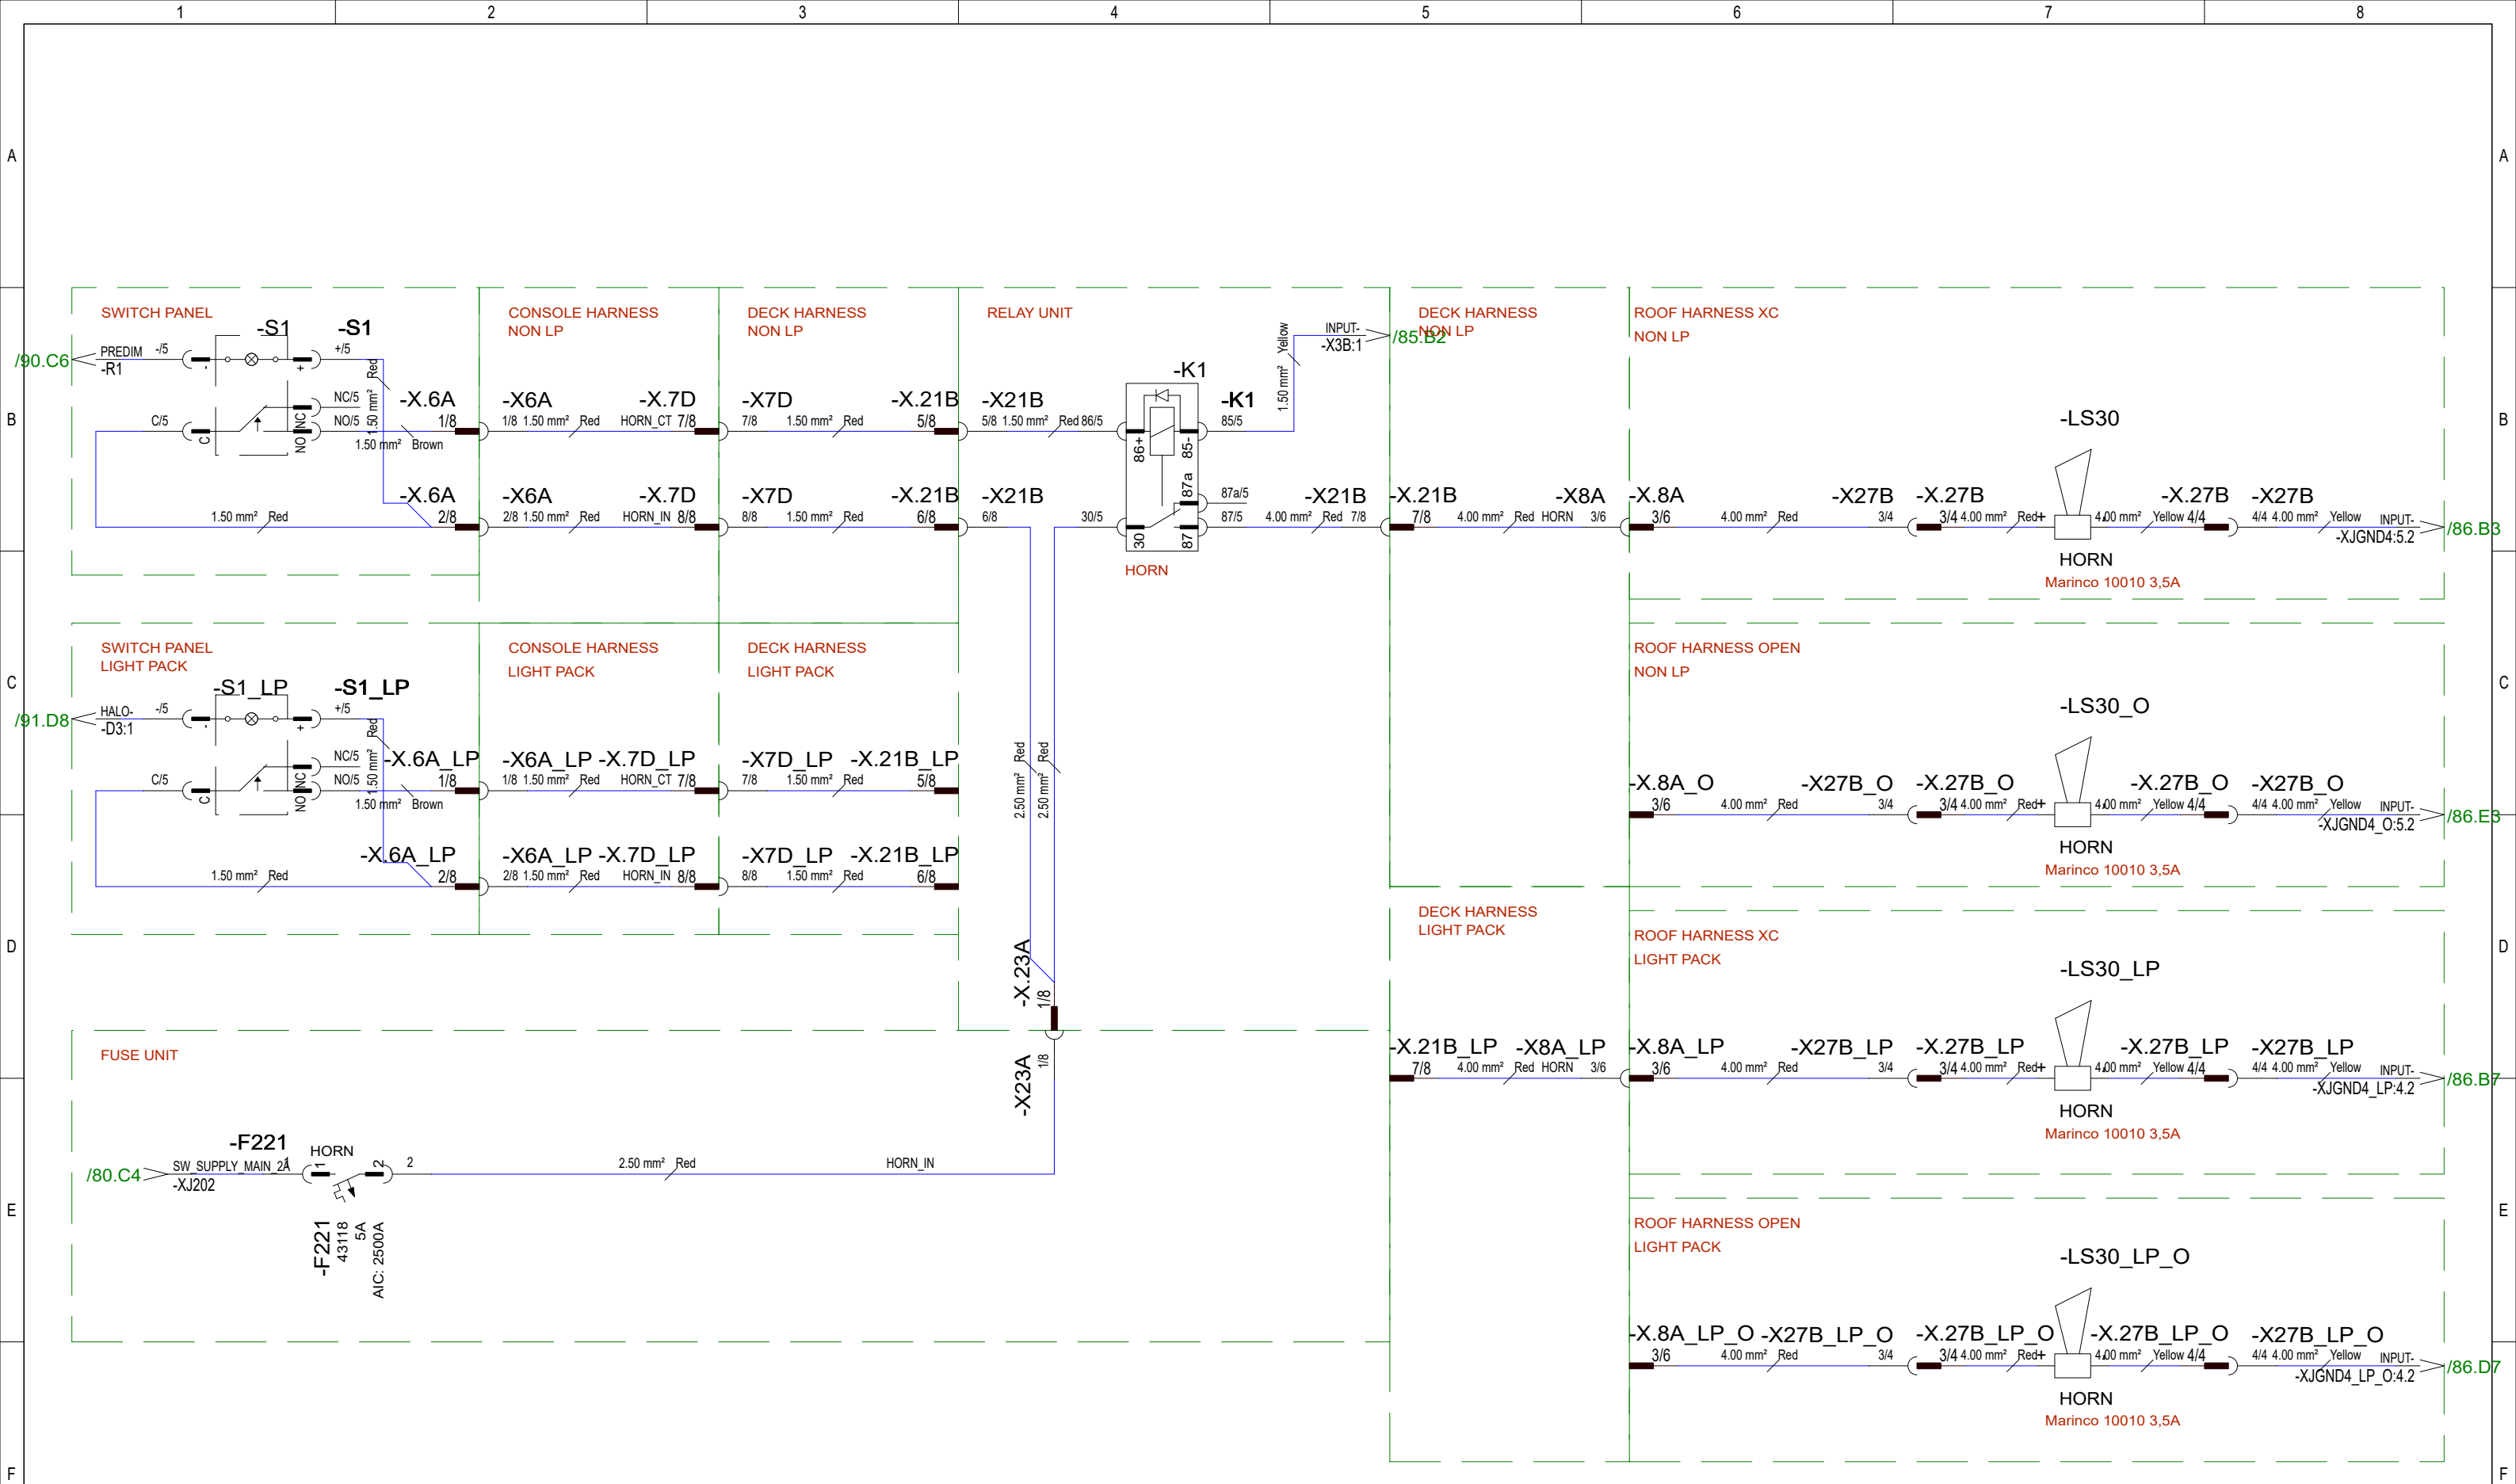 1 2 3 4 5 6 7 8
A A
SWITCH PANEL
CONSOLE HARNESS
NON LP
DECK HARNESS
NON LP
RELAY UNIT
DECK HARNESS
NON LP
ROOF HARNESS XC
NON LP
-S1 -S1
/90.C6 PREDIM -/5 +/5
-R1
- +
1.50 mm² Red
1.50 mm² Yellow
INPUT-
-X3B:1
/85.B2
B B
C/5 C NC NO NC/5
NO/5
1.50 mm² Brown
-X.6A -X6A -X.7D -X7D -X.21B -X21B
1/8 1/8 1.50 mm² Red HORN_CT 7/8 7/8 1.50 mm² Red 5/8 5/8 1.50 mm² Red 86/5
-K1 -K1
86+ 85- 85/5
87a 87a/5
30 87 87/5
HORN
-X.6A -X6A -X.7D -X7D -X.21B -X21B
1.50 mm² Red 2/8 2/8 1.50 mm² Red HORN_IN 8/8 8/8 1.50 mm² Red 6/8 6/8 30/5
-X21B -X.21B -X8A -X.8A -X27B -X.27B -LS30 -X.27B -X27B
4.00 mm² Red 7/8 7/8 4.00 mm² Red HORN 3/6 3/6 4.00 mm² Red 3/4 3/4 4.00 mm² Red + 4.00 mm² Yellow 4/4 4/4 4.00 mm² Yellow INPUT-
-XJGND4:5.2
/86.B3
HORN
Marinco 10010 3,5A
SWITCH PANEL
LIGHT PACK
CONSOLE HARNESS
LIGHT PACK
DECK HARNESS
LIGHT PACK
ROOF HARNESS OPEN
NON LP
C C
-S1_LP -S1_LP
/91.D8 HALO- -/5 +/5
-D3:1
- +
1.50 mm² Red
C/5 C NC NO NC/5
NO/5
1.50 mm² Brown
-X.6A_LP -X6A_LP -X.7D_LP -X7D_LP -X.21B_LP
1/8 1/8 1.50 mm² Red HORN_CT 7/8 7/8 1.50 mm² Red 5/8
2.50 mm² Red
2.50 mm² Red
-X.6A_LP -X6A_LP -X.7D_LP -X7D_LP -X.21B_LP
1.50 mm² Red 2/8 2/8 1.50 mm² Red HORN_IN 8/8 8/8 1.50 mm² Red 6/8
-LS30_O
-X.8A_O -X27B_O -X.27B_O -X.27B_O -X27B_O
3/6 4.00 mm² Red 3/4 3/4 4.00 mm² Red + 4.00 mm² Yellow 4/4 4/4 4.00 mm² Yellow INPUT-
-XJGND4_O:5.2
/86.E3
HORN
Marinco 10010 3,5A
D D
DECK HARNESS
LIGHT PACK
ROOF HARNESS XC
LIGHT PACK
-X.23A
1/8
-X23A
1/8
-LS30_LP
-X.21B_LP -X8A_LP -X.8A_LP -X27B_LP -X.27B_LP -X.27B_LP -X27B_LP
7/8 4.00 mm² Red HORN 3/6 3/6 4.00 mm² Red 3/4 3/4 4.00 mm² Red + 4.00 mm² Yellow 4/4 4/4 4.00 mm² Yellow INPUT-
-XJGND4_LP:4.2
/86.B7
HORN
Marinco 10010 3,5A
FUSE UNIT
-F221 HORN
/80.C4 SW_SUPPLY_MAIN_2A 1 1 2 2 2.50 mm² Red HORN_IN
-XJ202
-F221
43118
5A
AIC: 2500A
E E
ROOF HARNESS OPEN
LIGHT PACK
-LS30_LP_O
-X.8A_LP_O -X27B_LP_O -X.27B_LP_O -X.27B_LP_O -X27B_LP_O
3/6 4.00 mm² Red 3/4 3/4 4.00 mm² Red + 4.00 mm² Yellow 4/4 4/4 4.00 mm² Yellow INPUT-
-XJGND4_LP_O:4.2
/86.D7
HORN
Marinco 10010 3,5A
F F